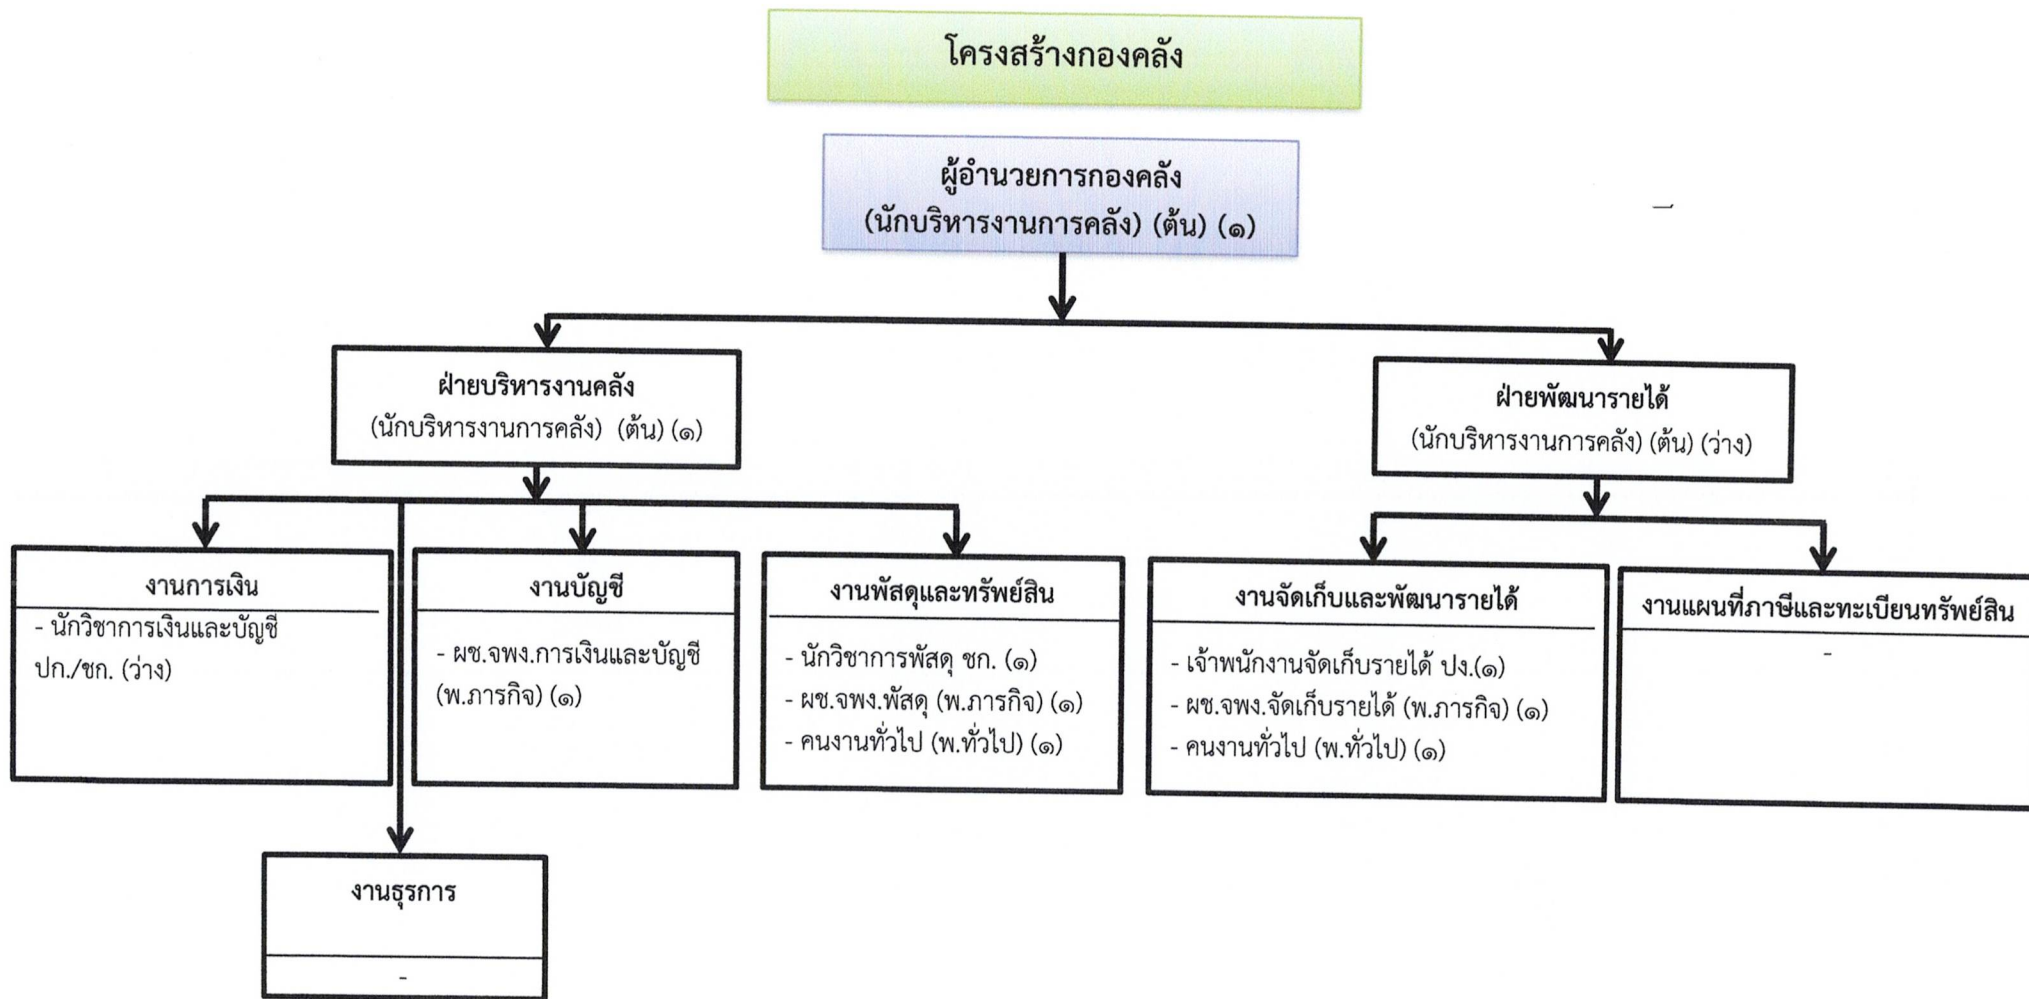 โครงสร้างกองคลัง
ผู้อำนวยการกองคลัง
(นักบริหารงานการคลัง) (ต้น) (๑)
ฝ่ายบริหารงานคลัง
(นักบริหารงานการคลัง) (ต้น) (๑)
ฝ่ายพัฒนารายได้
(นักบริหารงานการคลัง) (ต้น) (ว่าง)
งานการเงิน
- นักวิชาการเงินและบัญชี
ปก./ชก. (ว่าง)
งานบัญชี
- ผช.จพง.การเงินและบัญชี
(พ.ภารกิจ) (๑)
งานพัสดุและทรัพย์สิน
- นักวิชาการพัสดุ ชก. (๑)
- ผช.จพง.พัสดุ (พ.ภารกิจ) (๑)
- คนงานทั่วไป (พ.ทั่วไป) (๑)
งานจัดเก็บและพัฒนารายได้
- เจ้าพนักงานจัดเก็บรายได้ ปง.(๑)
- ผช.จพง.จัดเก็บรายได้ (พ.ภารกิจ) (๑)
- คนงานทั่วไป (พ.ทั่วไป) (๑)
งานแผนที่ภาษีและทะเบียนทรัพย์สิน
-
งานธุรการ
-